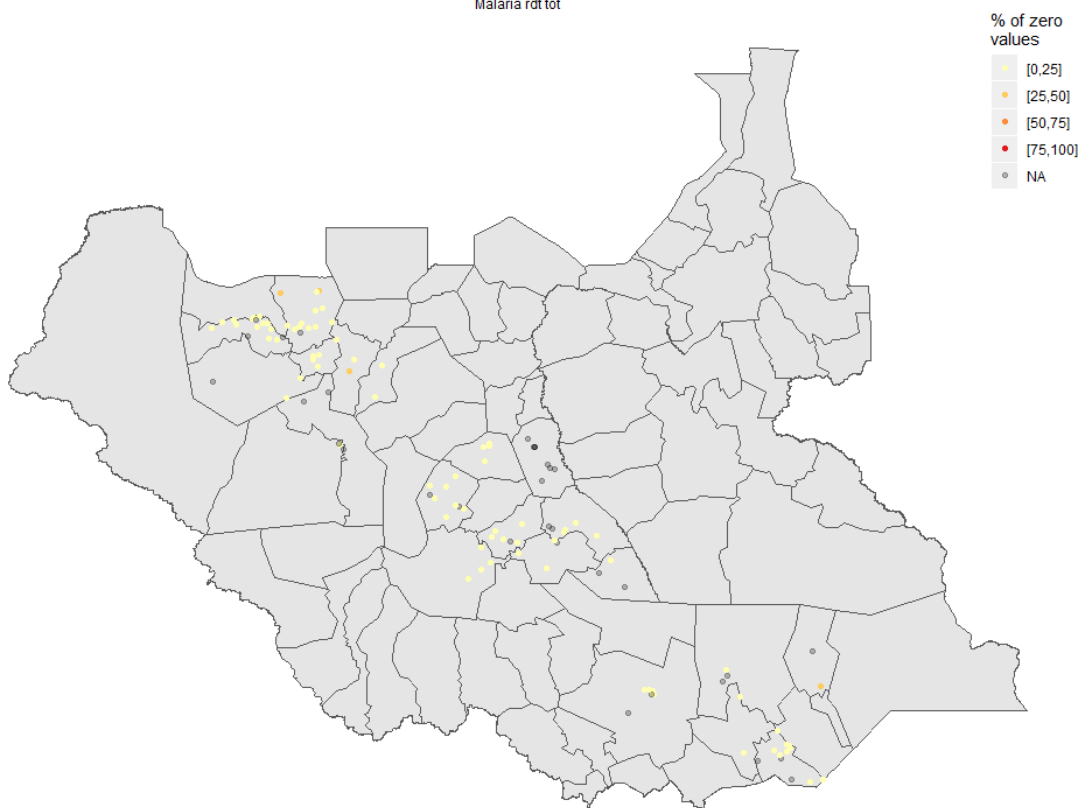 Malaria rdt tot
% of zero
values
[0,25]
[25,50]
[50,75]
[75,100]
NA